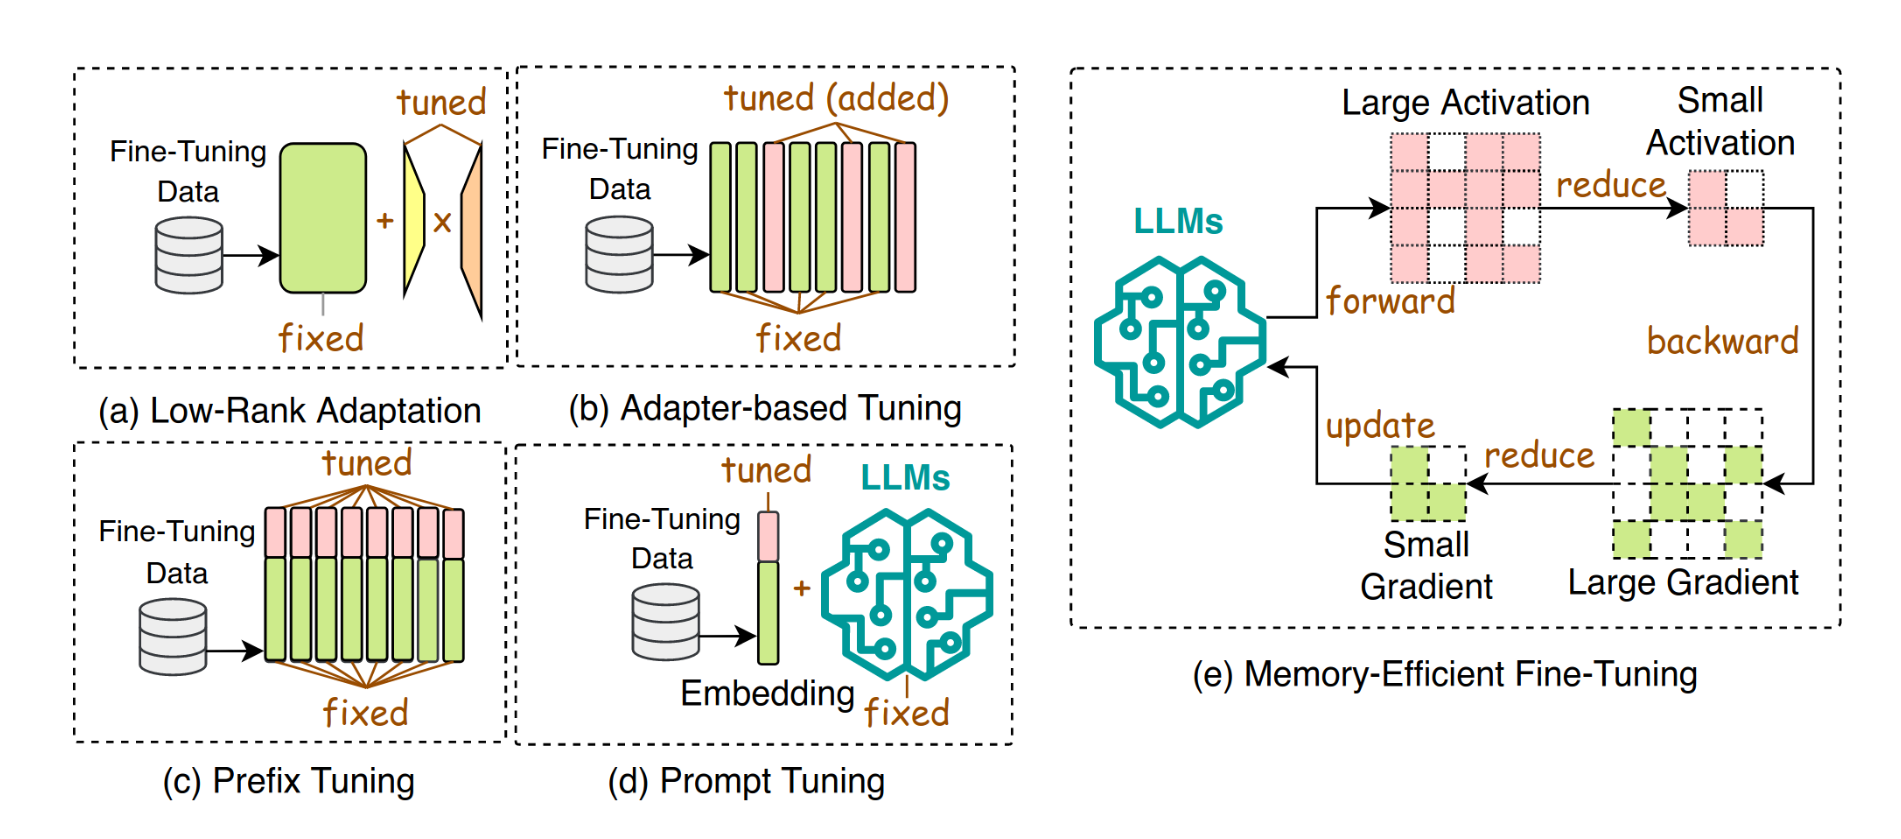 tuned
Fine-Tuning
Data
+
x
fixed
(a) Low-Rank Adaptation
tuned (added)
Fine-Tuning
Data
fixed
(b) Adapter-based Tuning
tuned
Fine-Tuning
Data
fixed
(c) Prefix Tuning
tuned
LLMs
Fine-Tuning
Data
+
Embedding
fixed
(d) Prompt Tuning
Large Activation
Small
Activation
reduce
LLMs
forward
backward
update
reduce
Small
Gradient
Large Gradient
(e) Memory-Efficient Fine-Tuning